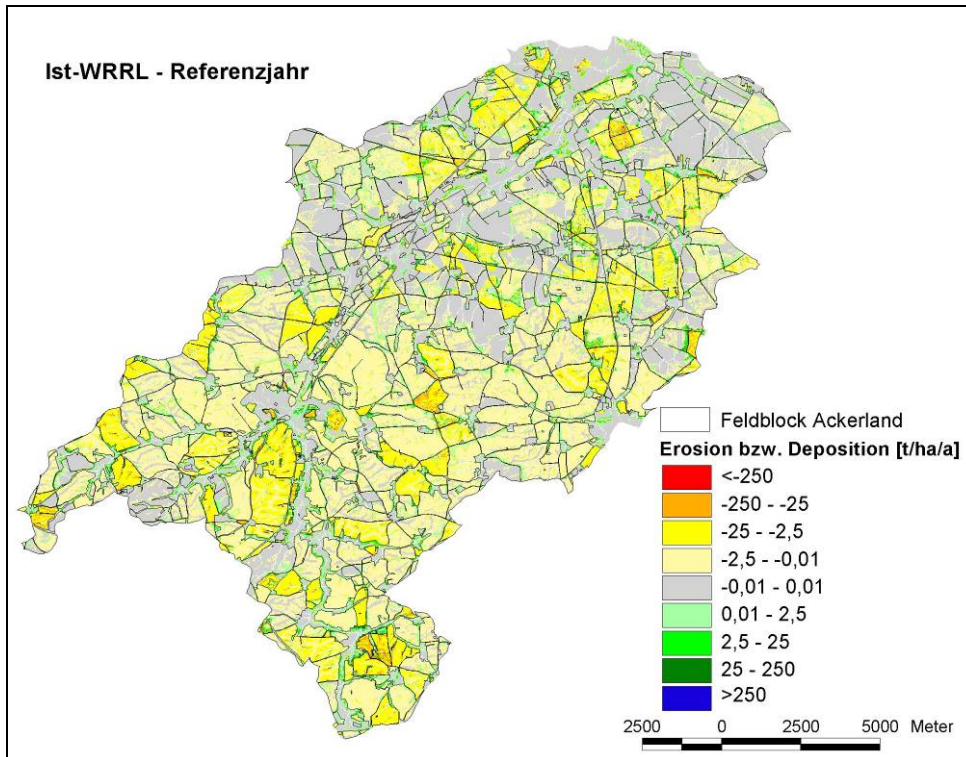 Ist-WRRL - Referenzjahr
Feldblock Ackerland
Erosion bzw. Deposition [t/ha/a]
<-250
-250 - -25
-25 - -2,5
-2,5 - -0,01
-0,01 - 0,01
0,01 - 2,5
2,5 - 25
25 - 250
>250
2500 0 2500 5000 Meter